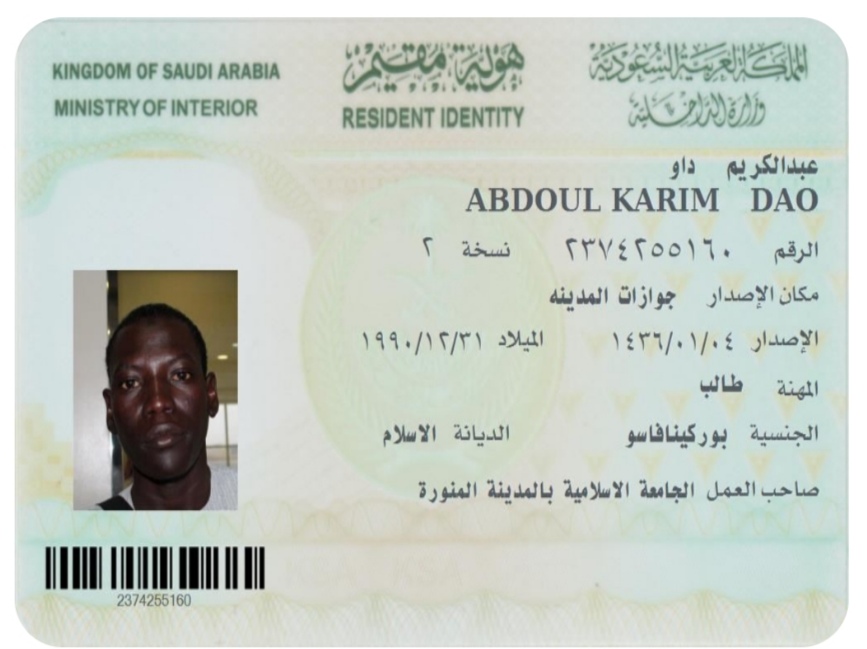 KINGDOM OF SAUDI ARABIA
MINISTRY OF INTERIOR
هوية مقيم
RESIDENT IDENTITY
المملكة العربية السعودية
وزارة الداخلية
عبدالكريم داو
ABDOUL KARIM DAO
الرقم ٢٣٧٤٢٥٥١٦٠ نسخة ٢
مكان الإصدار جوازات المدينه
الإصدار ١٤٣٦/٠١/٠٤ الميلاد ١٩٩٠/١٢/٣١
المهنة طالب
الجنسية بوركينافاسو الديانة الاسلام
صاحب العمل الجامعة الاسلامية بالمدينة المنورة
2374255160